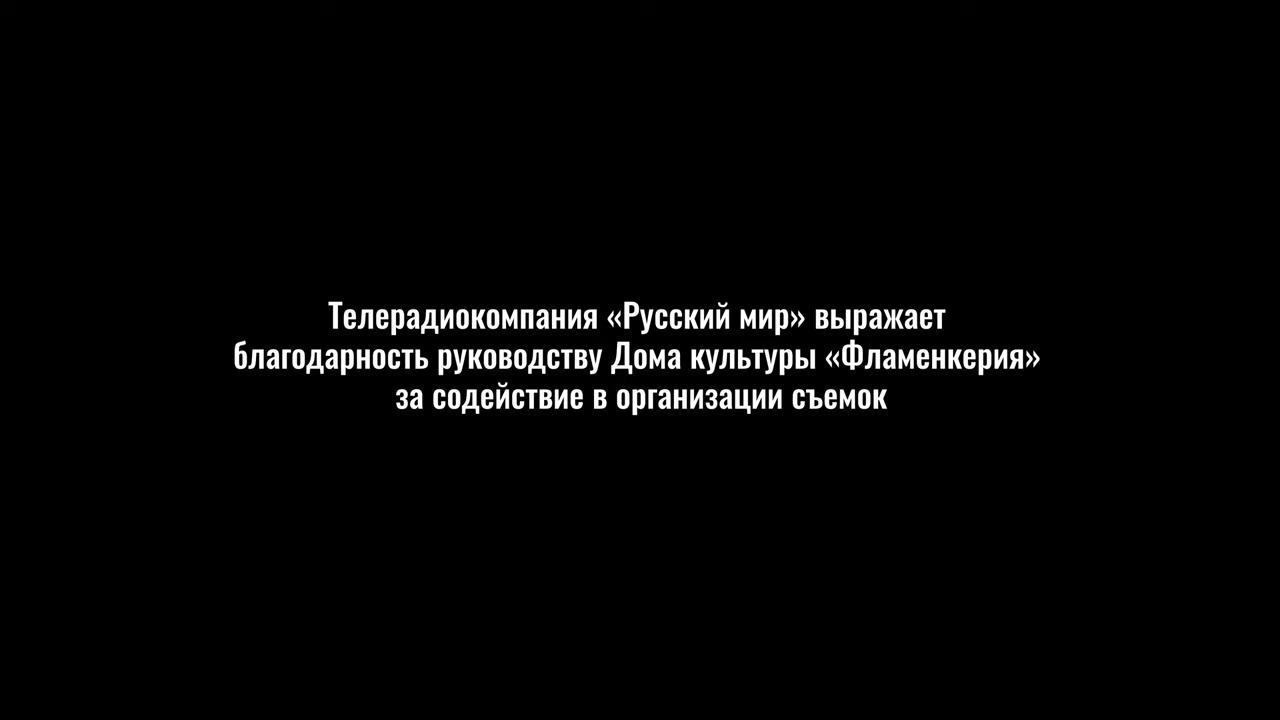 Телерадиокомпания «Русский мир» выражает
благодарность руководству Дома культуры «Фламенкерия»
за содействие в организации съемок